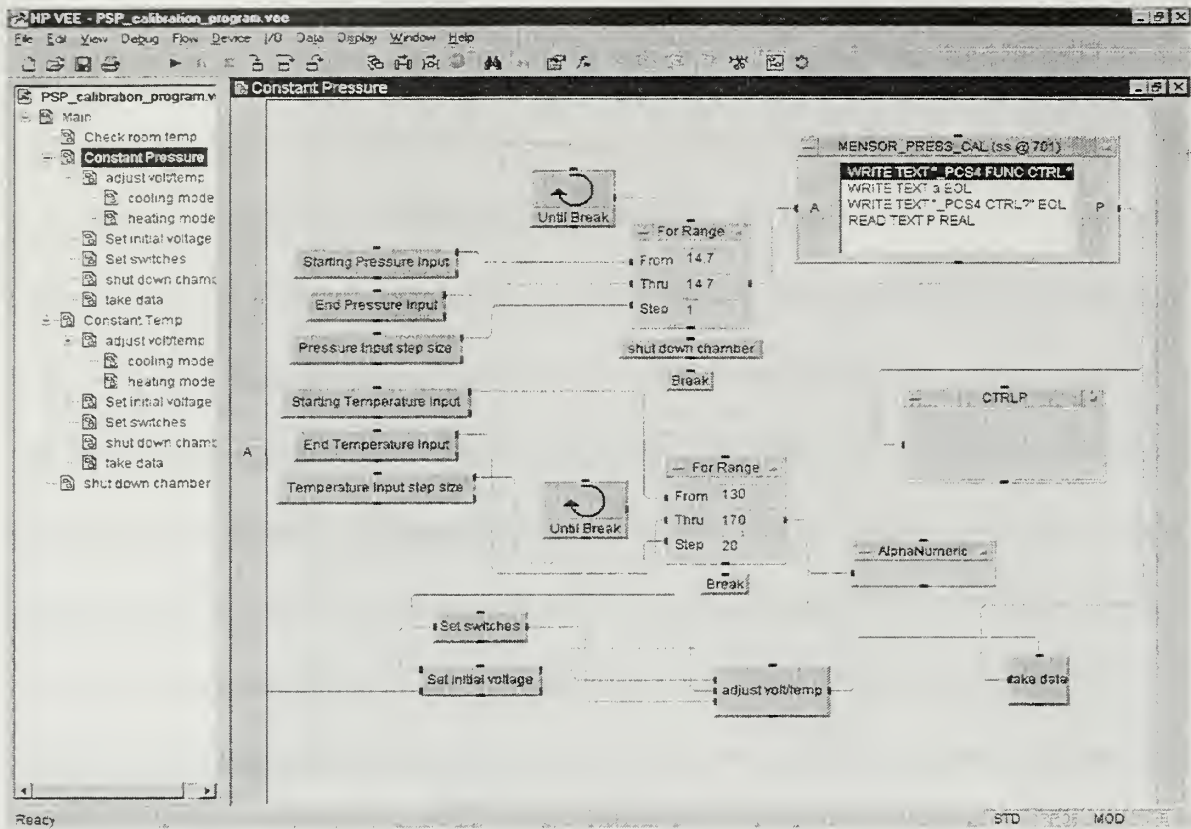 HP VEE - PSP_calibration_program.vee
File Edit View Debug Flow Device I/O Data Display Window Help
PSP_calibration_program.v
Main
Check room temp
Constant Pressure
adjust volt/temp
cooling mode
heating mode
Set initial voltage
Set switches
shut down chamb
take data
Constant Temp
adjust volt/temp
cooling mode
heating mode
Set initial voltage
Set switches
shut down chamb
take data
shut down chamber
Constant Pressure
MENSOR_PRESS_CAL (ss @ 701)
WRITE TEXT "_PCS4 FUNC CTRL"
WRITE TEXT a EOL
WRITE TEXT "_PCS4 CTRL?" EOL
READ TEXT P REAL
A
P
Until Break
For Range
From 14.7
Thru 14.7
Step 1
Starting Pressure Input
End Pressure Input
Pressure Input step size
shut down chamber
Break
Starting Temperature Input
End Temperature Input
Temperature Input step size
A
CTRLP
Until Break
For Range
From 130
Thru 170
Step 20
Break
AlphaNumeric
Set switches
Set initial voltage
adjust volt/temp
take data
Ready
STD
MOD